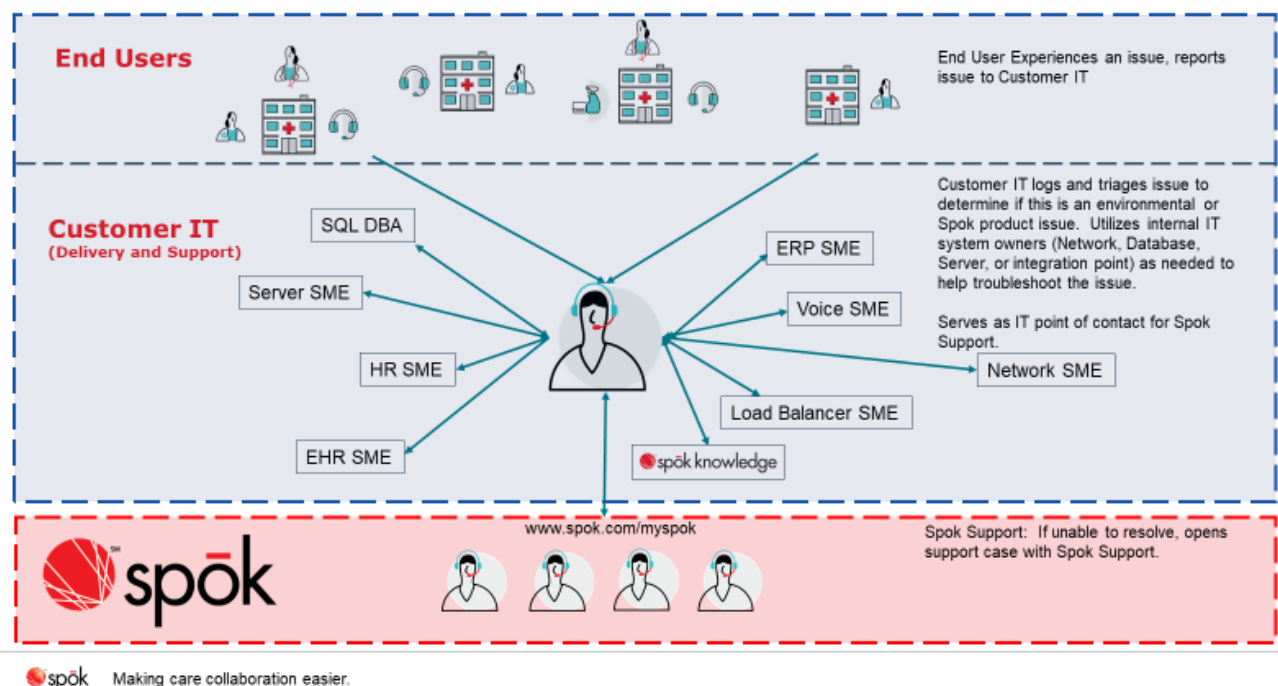 End Users
End User Experiences an issue, reports
issue to Customer IT
Customer IT
(Delivery and Support)
Customer IT logs and triages issue to
determine if this is an environmental or
Spok product issue. Utilizes internal IT
system owners (Network, Database,
Server, or integration point) as needed to
help troubleshoot the issue.
Serves as IT point of contact for Spok
Support.
SQL DBA
Server SME
HR SME
EHR SME
ERP SME
Voice SME
Network SME
Load Balancer SME
spōk knowledge
www.spok.com/myspok
spōk
SM
Spok Support: If unable to resolve, opens
support case with Spok Support.
spōk Making care collaboration easier.